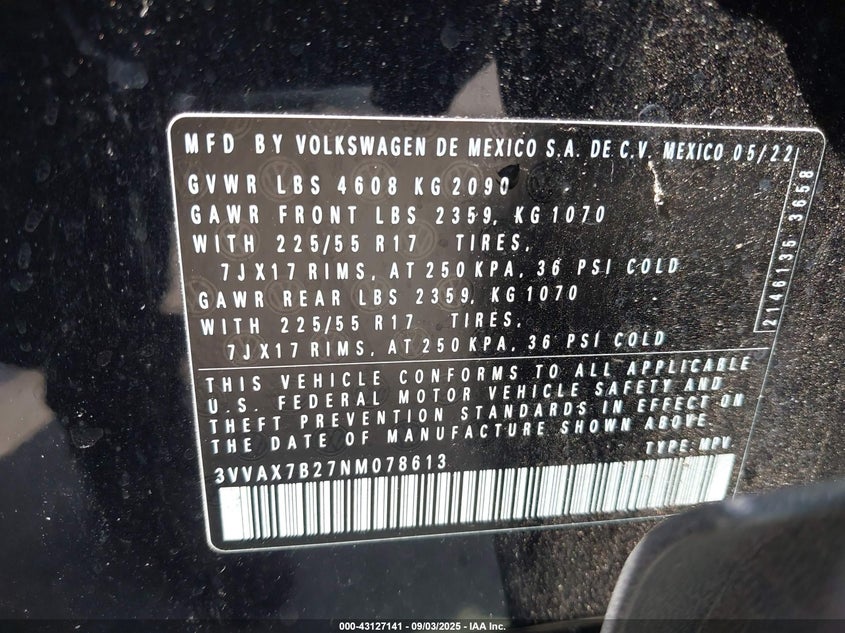 MFD BY VOLKSWAGEN DE MEXICO S.A. DE C.V. MEXICO 05/22
GVWR LBS 4608 KG 2090
GAWR FRONT LBS 2359, KG 1070
WITH 225/55 R17 TIRES,
7JX17 RIMS, AT 250 KPA, 36 PSI COLD
GAWR REAR LBS 2359, KG 1070
WITH 225/55 R17 TIRES,
7JX17 RIMS, AT 250 KPA, 36 PSI COLD
2146135 3658
THIS VEHICLE CONFORMS TO ALL APPLICABLE
U.S. FEDERAL MOTOR VEHICLE SAFETY AND
THEFT PREVENTION STANDARDS IN EFFECT ON
THE DATE OF MANUFACTURE SHOWN ABOVE.
TYPE: MPV.
3VVAX7B27NM078613
000-43127141 - 09/03/2025 - IAA Inc.